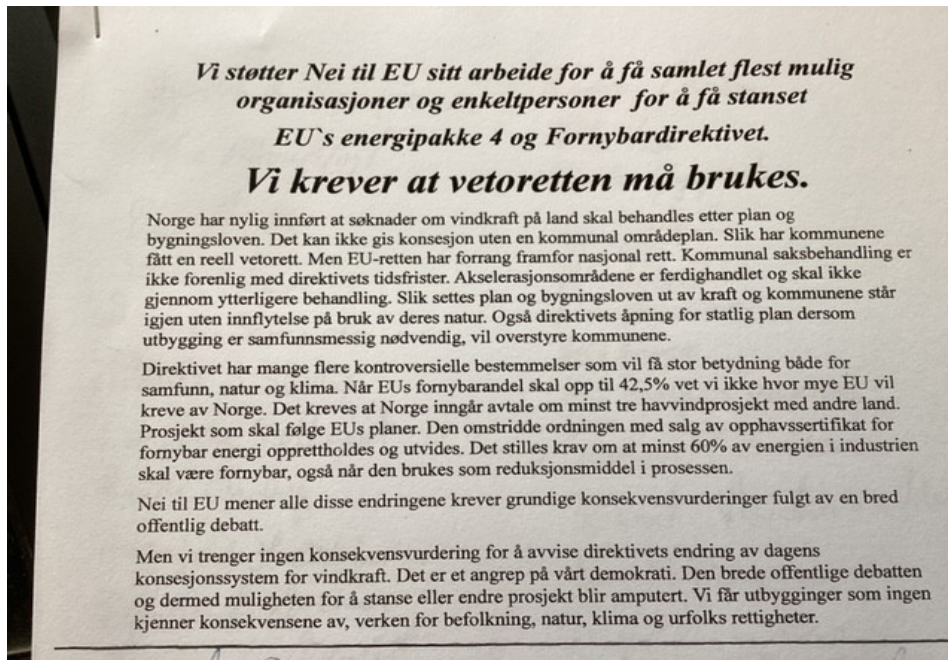 Vi støtter Nei til EU sitt arbeide for å få samlet flest mulig
organisasjoner og enkeltpersoner for å få stanset
EU`s energipakke 4 og Fornybardirektivet.
Vi krever at vetoretten må brukes.
Norge har nylig innført at søknader om vindkraft på land skal behandles etter plan og
bygningsloven. Det kan ikke gis konsesjon uten en kommunal områdeplan. Slik har kommunene
fått en reell vetorett. Men EU-retten har forrang framfor nasjonal rett. Kommunal saksbehandling er
ikke forenlig med direktivets tidsfrister. Akselerasjonsområdene er ferdighandlet og skal ikke
gjennom ytterligere behandling. Slik settes plan og bygningsloven ut av kraft og kommunene står
igjen uten innflytelse på bruk av deres natur. Også direktivets åpning for statlig plan dersom
utbygging er samfunnsmessig nødvendig, vil overstyre kommunene.
Direktivet har mange flere kontroversielle bestemmelser som vil få stor betydning både for
samfunn, natur og klima. Når EUs fornybarandel skal opp til 42,5% vet vi ikke hvor mye EU vil
kreve av Norge. Det kreves at Norge inngår avtale om minst tre havvindprosjekt med andre land.
Prosjekt som skal følge EUs planer. Den omstridde ordningen med salg av opphavssertifikat for
fornybar energi opprettholdes og utvides. Det stilles krav om at minst 60% av energien i industrien
skal være fornybar, også når den brukes som reduksjonsmiddel i prosessen.
Nei til EU mener alle disse endringene krever grundige konsekvensvurderinger fulgt av en bred
offentlig debatt.
Men vi trenger ingen konsekvensvurdering for å avvise direktivets endring av dagens
konsesjonssystem for vindkraft. Det er et angrep på vårt demokrati. Den brede offentlige debatten
og dermed muligheten for å stanse eller endre prosjekt blir amputert. Vi får utbygginger som ingen
kjenner konsekvensene av, verken for befolkning, natur, klima og urfolks rettigheter.